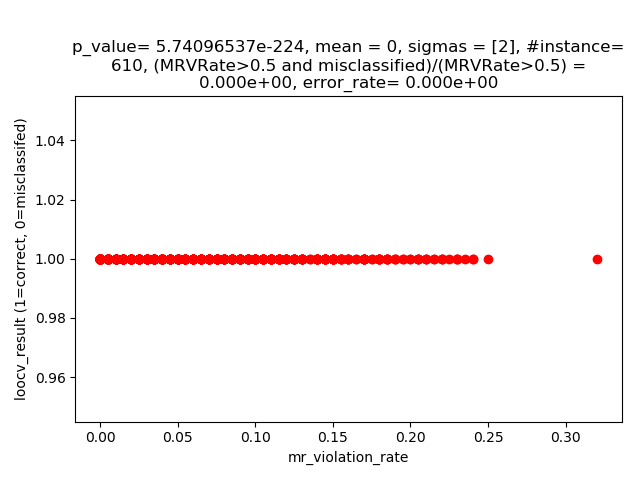 p_value= 5.74096537e-224, mean = 0, sigmas = [2], #instance=
610, (MRVRate>0.5 and misclassified)/(MRVRate>0.5) =
0.000e+00, error_rate= 0.000e+00
loocv_result (1=correct, 0=misclassifed)
1.04
1.02
1.00
0.98
0.96
0.00 0.05 0.10 0.15 0.20 0.25 0.30
mr_violation_rate